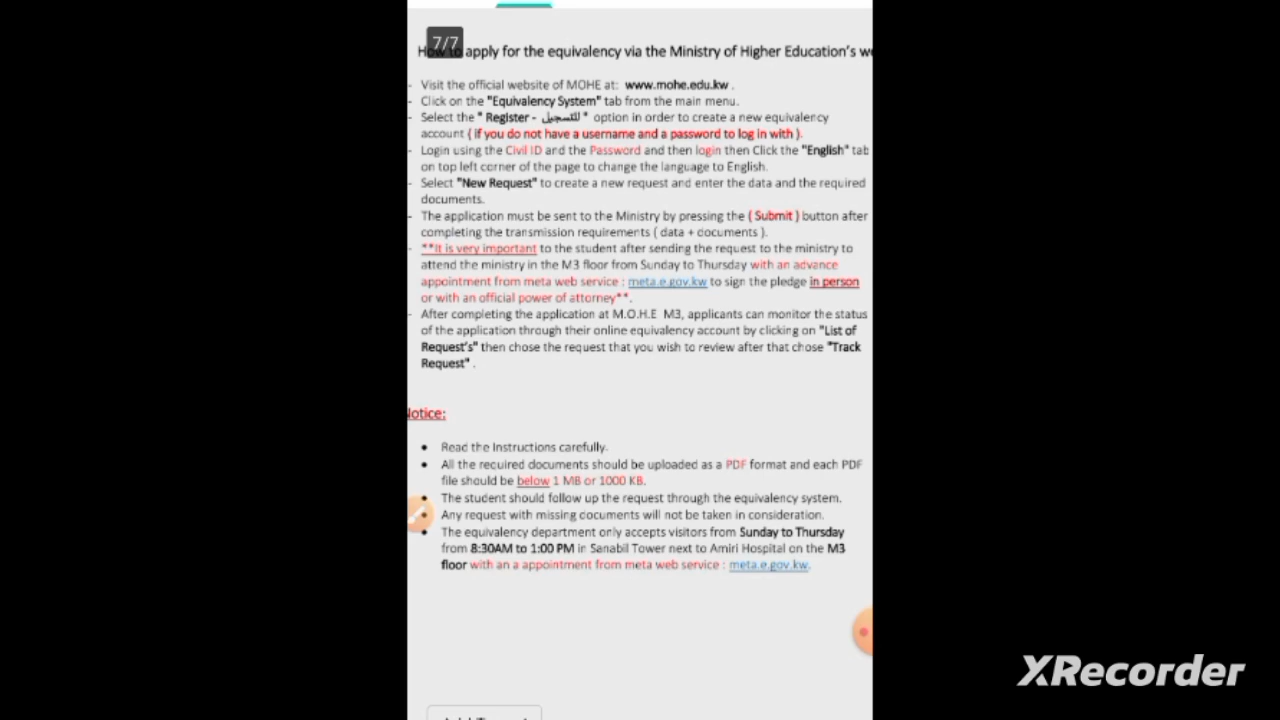 7/7
How to apply for the equivalency via the Ministry of Higher Education's we
- Visit the official website of MOHE at: www.mohe.edu.kw .
- Click on the "Equivalency System" tab from the main menu.
- Select the " Register - للتسجيل " option in order to create a new equivalency
account ( if you do not have a username and a password to log in with ).
- Login using the Civil ID and the Password and then login then Click the "English" tab
on top left corner of the page to change the language to English.
- Select "New Request" to create a new request and enter the data and the required
documents.
- The application must be sent to the Ministry by pressing the ( Submit ) button after
completing the transmission requirements ( data + documents ).
- **It is very important to the student after sending the request to the ministry to
attend the ministry in the M3 floor from Sunday to Thursday with an advance
appointment from meta web service : meta.e.gov.kw to sign the pledge in person
or with an official power of attorney**.
- After completing the application at M.O.H.E M3, applicants can monitor the status
of the application through their online equivalency account by clicking on "List of
Request's" then chose the request that you wish to review after that chose "Track
Request" .
Notice:
• Read the Instructions carefully.
• All the required documents should be uploaded as a PDF format and each PDF
file should be below 1 MB or 1000 KB.
• The student should follow up the request through the equivalency system.
• Any request with missing documents will not be taken in consideration.
• The equivalency department only accepts visitors from Sunday to Thursday
from 8:30AM to 1:00 PM in Sanabil Tower next to Amiri Hospital on the M3
floor with an a appointment from meta web service : meta.e.gov.kw.
XRecorder